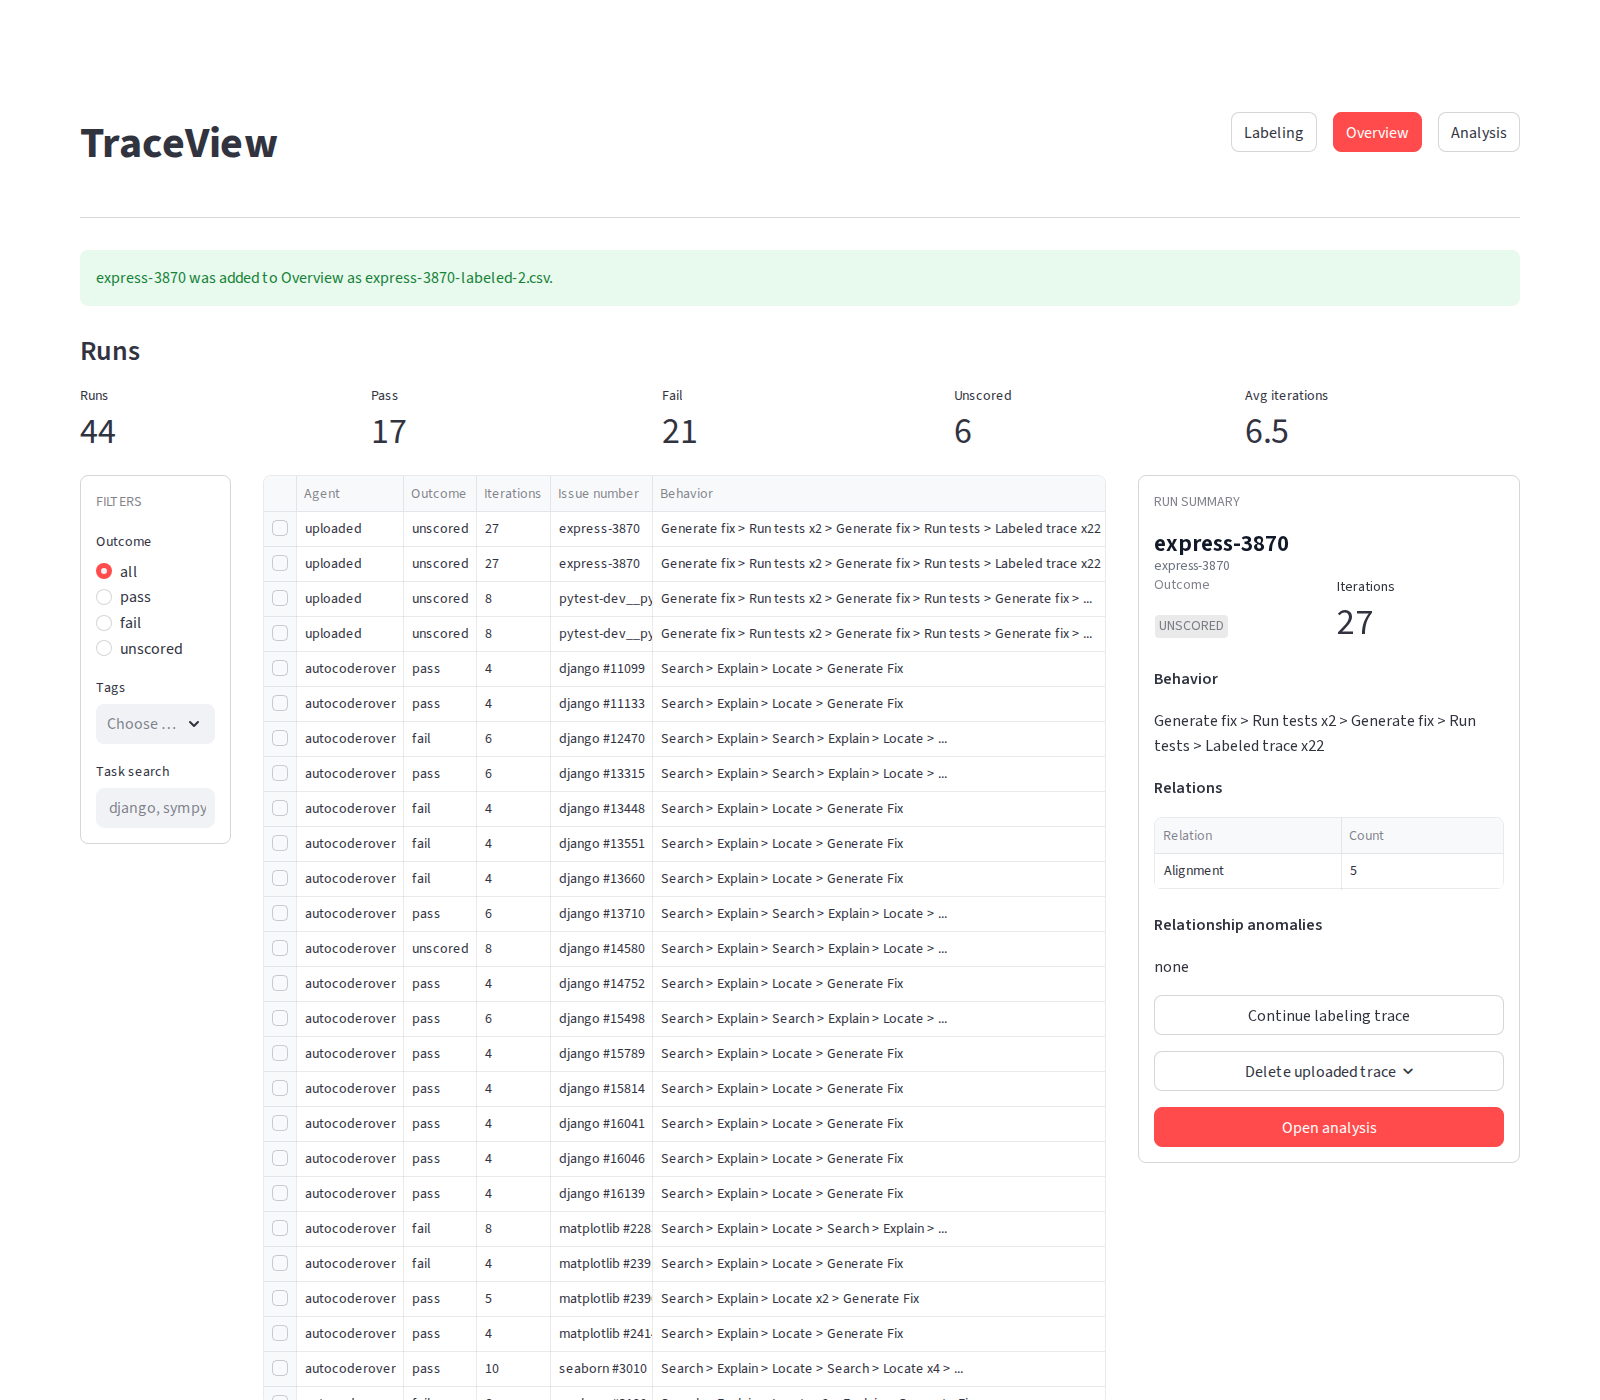 TraceView
Labeling
Overview
Analysis
express-3870 was added to Overview as express-3870-labeled-2.csv.
Runs
Runs
44
Pass
17
Fail
21
Unscored
6
Avg iterations
6.5
FILTERS
Outcome
all
pass
fail
unscored
Tags
Choose ...
Task search
django, sympy
Agent Outcome Iterations Issue number Behavior
uploaded unscored 27 express-3870 Generate fix > Run tests x2 > Generate fix > Run tests > Labeled trace x22
uploaded unscored 27 express-3870 Generate fix > Run tests x2 > Generate fix > Run tests > Labeled trace x22
uploaded unscored 8 pytest-dev__py Generate fix > Run tests x2 > Generate fix > Run tests > Generate fix > ...
uploaded unscored 8 pytest-dev__py Generate fix > Run tests x2 > Generate fix > Run tests > Generate fix > ...
autocoderover pass 4 django #11099 Search > Explain > Locate > Generate Fix
autocoderover pass 4 django #11133 Search > Explain > Locate > Generate Fix
autocoderover fail 6 django #12470 Search > Explain > Search > Explain > Locate > ...
autocoderover pass 6 django #13315 Search > Explain > Search > Explain > Locate > ...
autocoderover fail 4 django #13448 Search > Explain > Locate > Generate Fix
autocoderover fail 4 django #13551 Search > Explain > Locate > Generate Fix
autocoderover fail 4 django #13660 Search > Explain > Locate > Generate Fix
autocoderover pass 6 django #13710 Search > Explain > Search > Explain > Locate > ...
autocoderover unscored 8 django #14580 Search > Explain > Search > Explain > Locate > ...
autocoderover pass 4 django #14752 Search > Explain > Locate > Generate Fix
autocoderover pass 6 django #15498 Search > Explain > Search > Explain > Locate > ...
autocoderover pass 4 django #15789 Search > Explain > Locate > Generate Fix
autocoderover pass 4 django #15814 Search > Explain > Locate > Generate Fix
autocoderover pass 4 django #16041 Search > Explain > Locate > Generate Fix
autocoderover pass 4 django #16046 Search > Explain > Locate > Generate Fix
autocoderover pass 4 django #16139 Search > Explain > Locate > Generate Fix
autocoderover fail 8 matplotlib #228 Search > Explain > Locate > Search > Explain > ...
autocoderover fail 4 matplotlib #239 Search > Explain > Locate > Generate Fix
autocoderover pass 5 matplotlib #239 Search > Explain > Locate x2 > Generate Fix
autocoderover pass 4 matplotlib #241 Search > Explain > Locate > Generate Fix
autocoderover pass 10 seaborn #3010 Search > Explain > Locate > Search > Locate x4 > ...
RUN SUMMARY
express-3870
express-3870
Outcome
UNSCORED
Iterations
27
Behavior
Generate fix > Run tests x2 > Generate fix > Run
tests > Labeled trace x22
Relations
Relation Count
Alignment 5
Relationship anomalies
none
Continue labeling trace
Delete uploaded trace
Open analysis